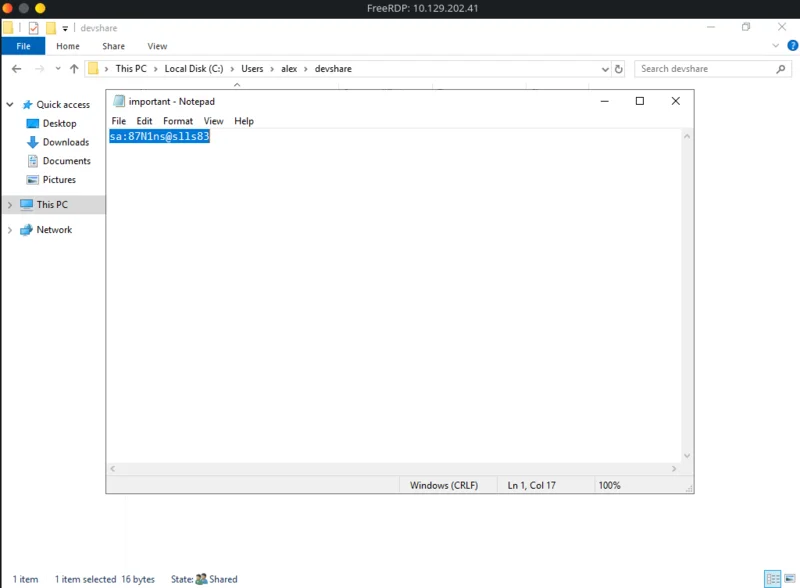 FreeRDP: 10.129.202.41
devshare
File Home Share View
This PC Local Disk (C:) Users alex devshare
Search devshare
Quick access
Desktop
Downloads
Documents
Pictures
This PC
Network
important - Notepad
File Edit Format View Help
sa:87N1ns@slls83
Windows (CRLF) Ln 1, Col 17 100%
1 item 1 item selected 16 bytes State: Shared